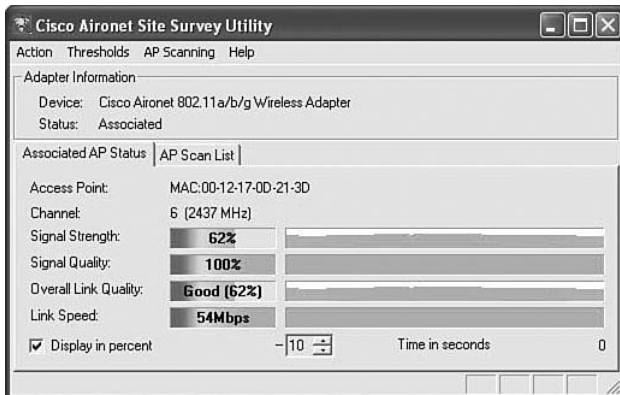 Cisco Aironet Site Survey Utility
Action Thresholds AP Scanning Help
Adapter Information
Device: Cisco Aironet 802.11a/b/g Wireless Adapter
Status: Associated
Associated AP Status AP Scan List
Access Point: MAC:00-12-17-0D-21-3D
Channel: 6 (2437 MHz)
Signal Strength: 62%
Signal Quality: 100%
Overall Link Quality: Good (62%)
Link Speed: 54Mbps
Display in percent - 10 Time in seconds 0